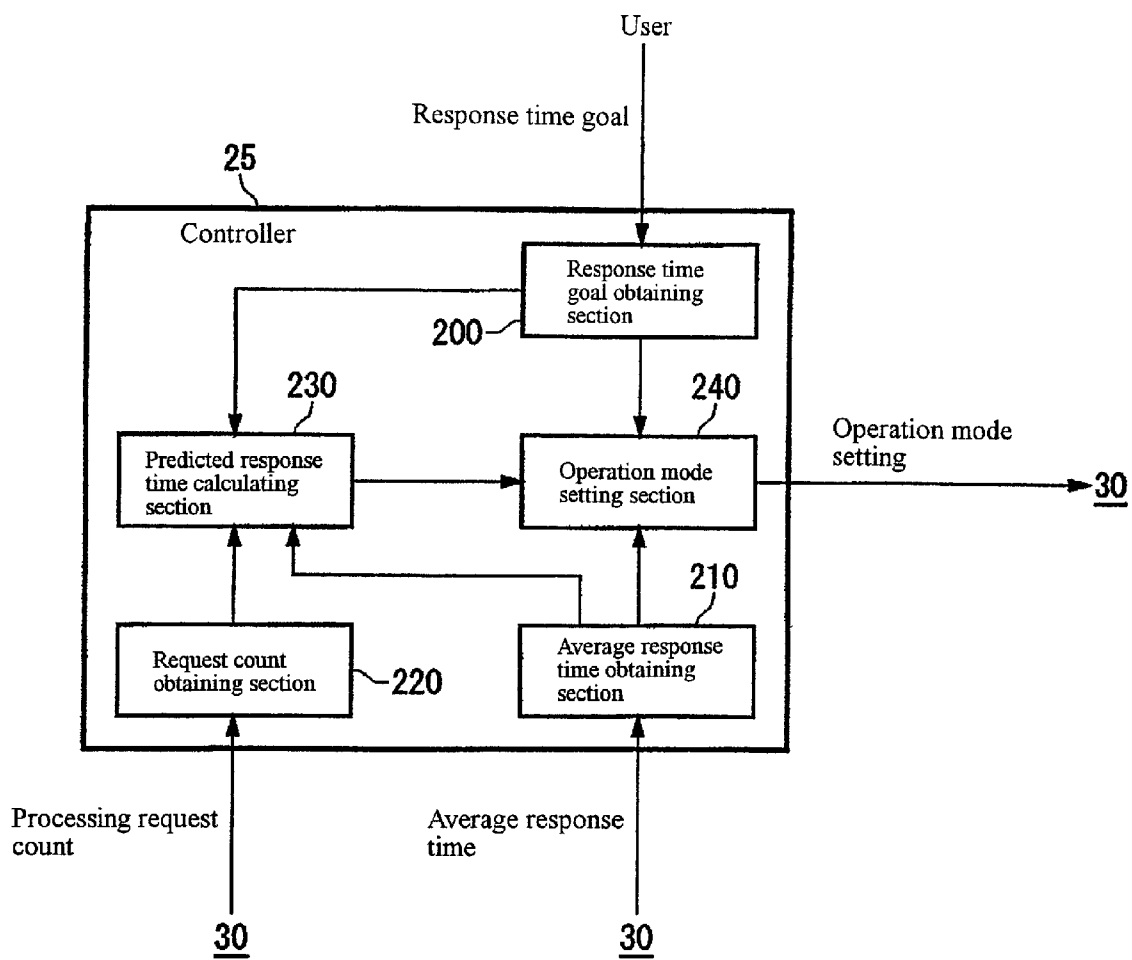 User
Response time goal
25
Controller
Response time
goal obtaining
section
200
230
240
Predicted response
time calculating
section
Operation mode
setting section
Operation mode
setting
30
210
Request count
obtaining section
220
Average response
time obtaining
section
Processing request
count
Average response
time
30
30